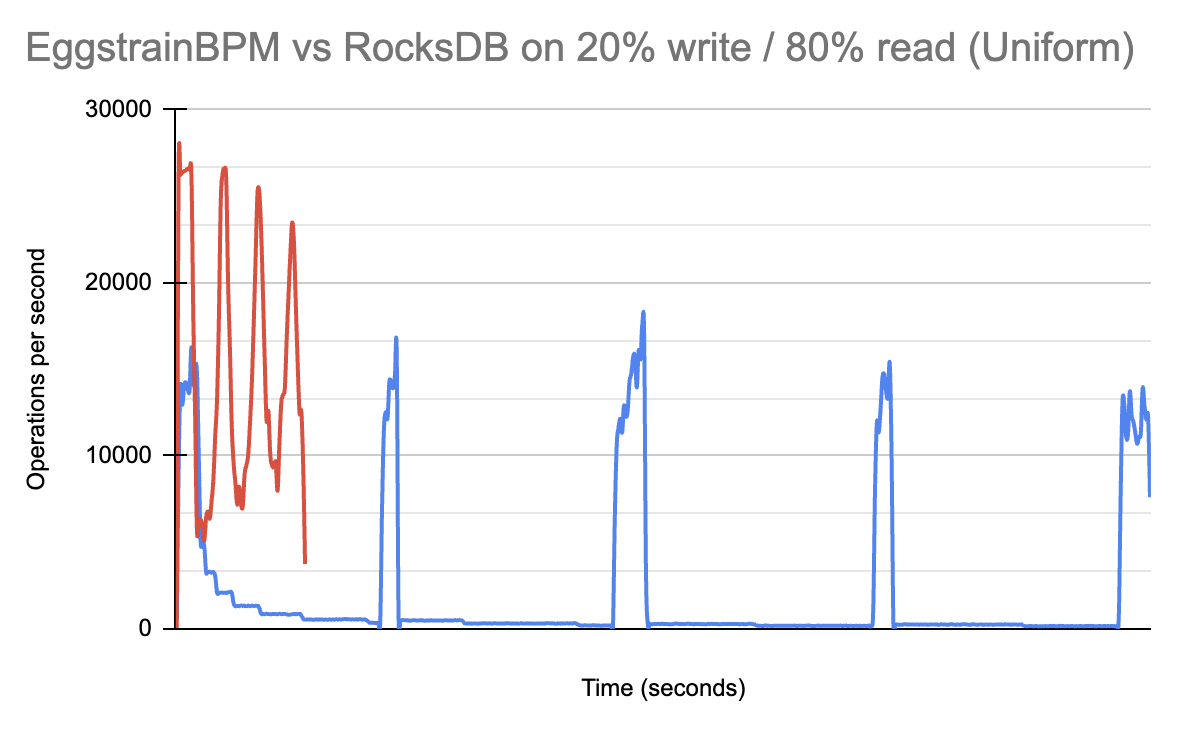 EggstrainBPM vs RocksDB on 20% write / 80% read (Uniform)
30000
20000
10000
0
Operations per second
Time (seconds)